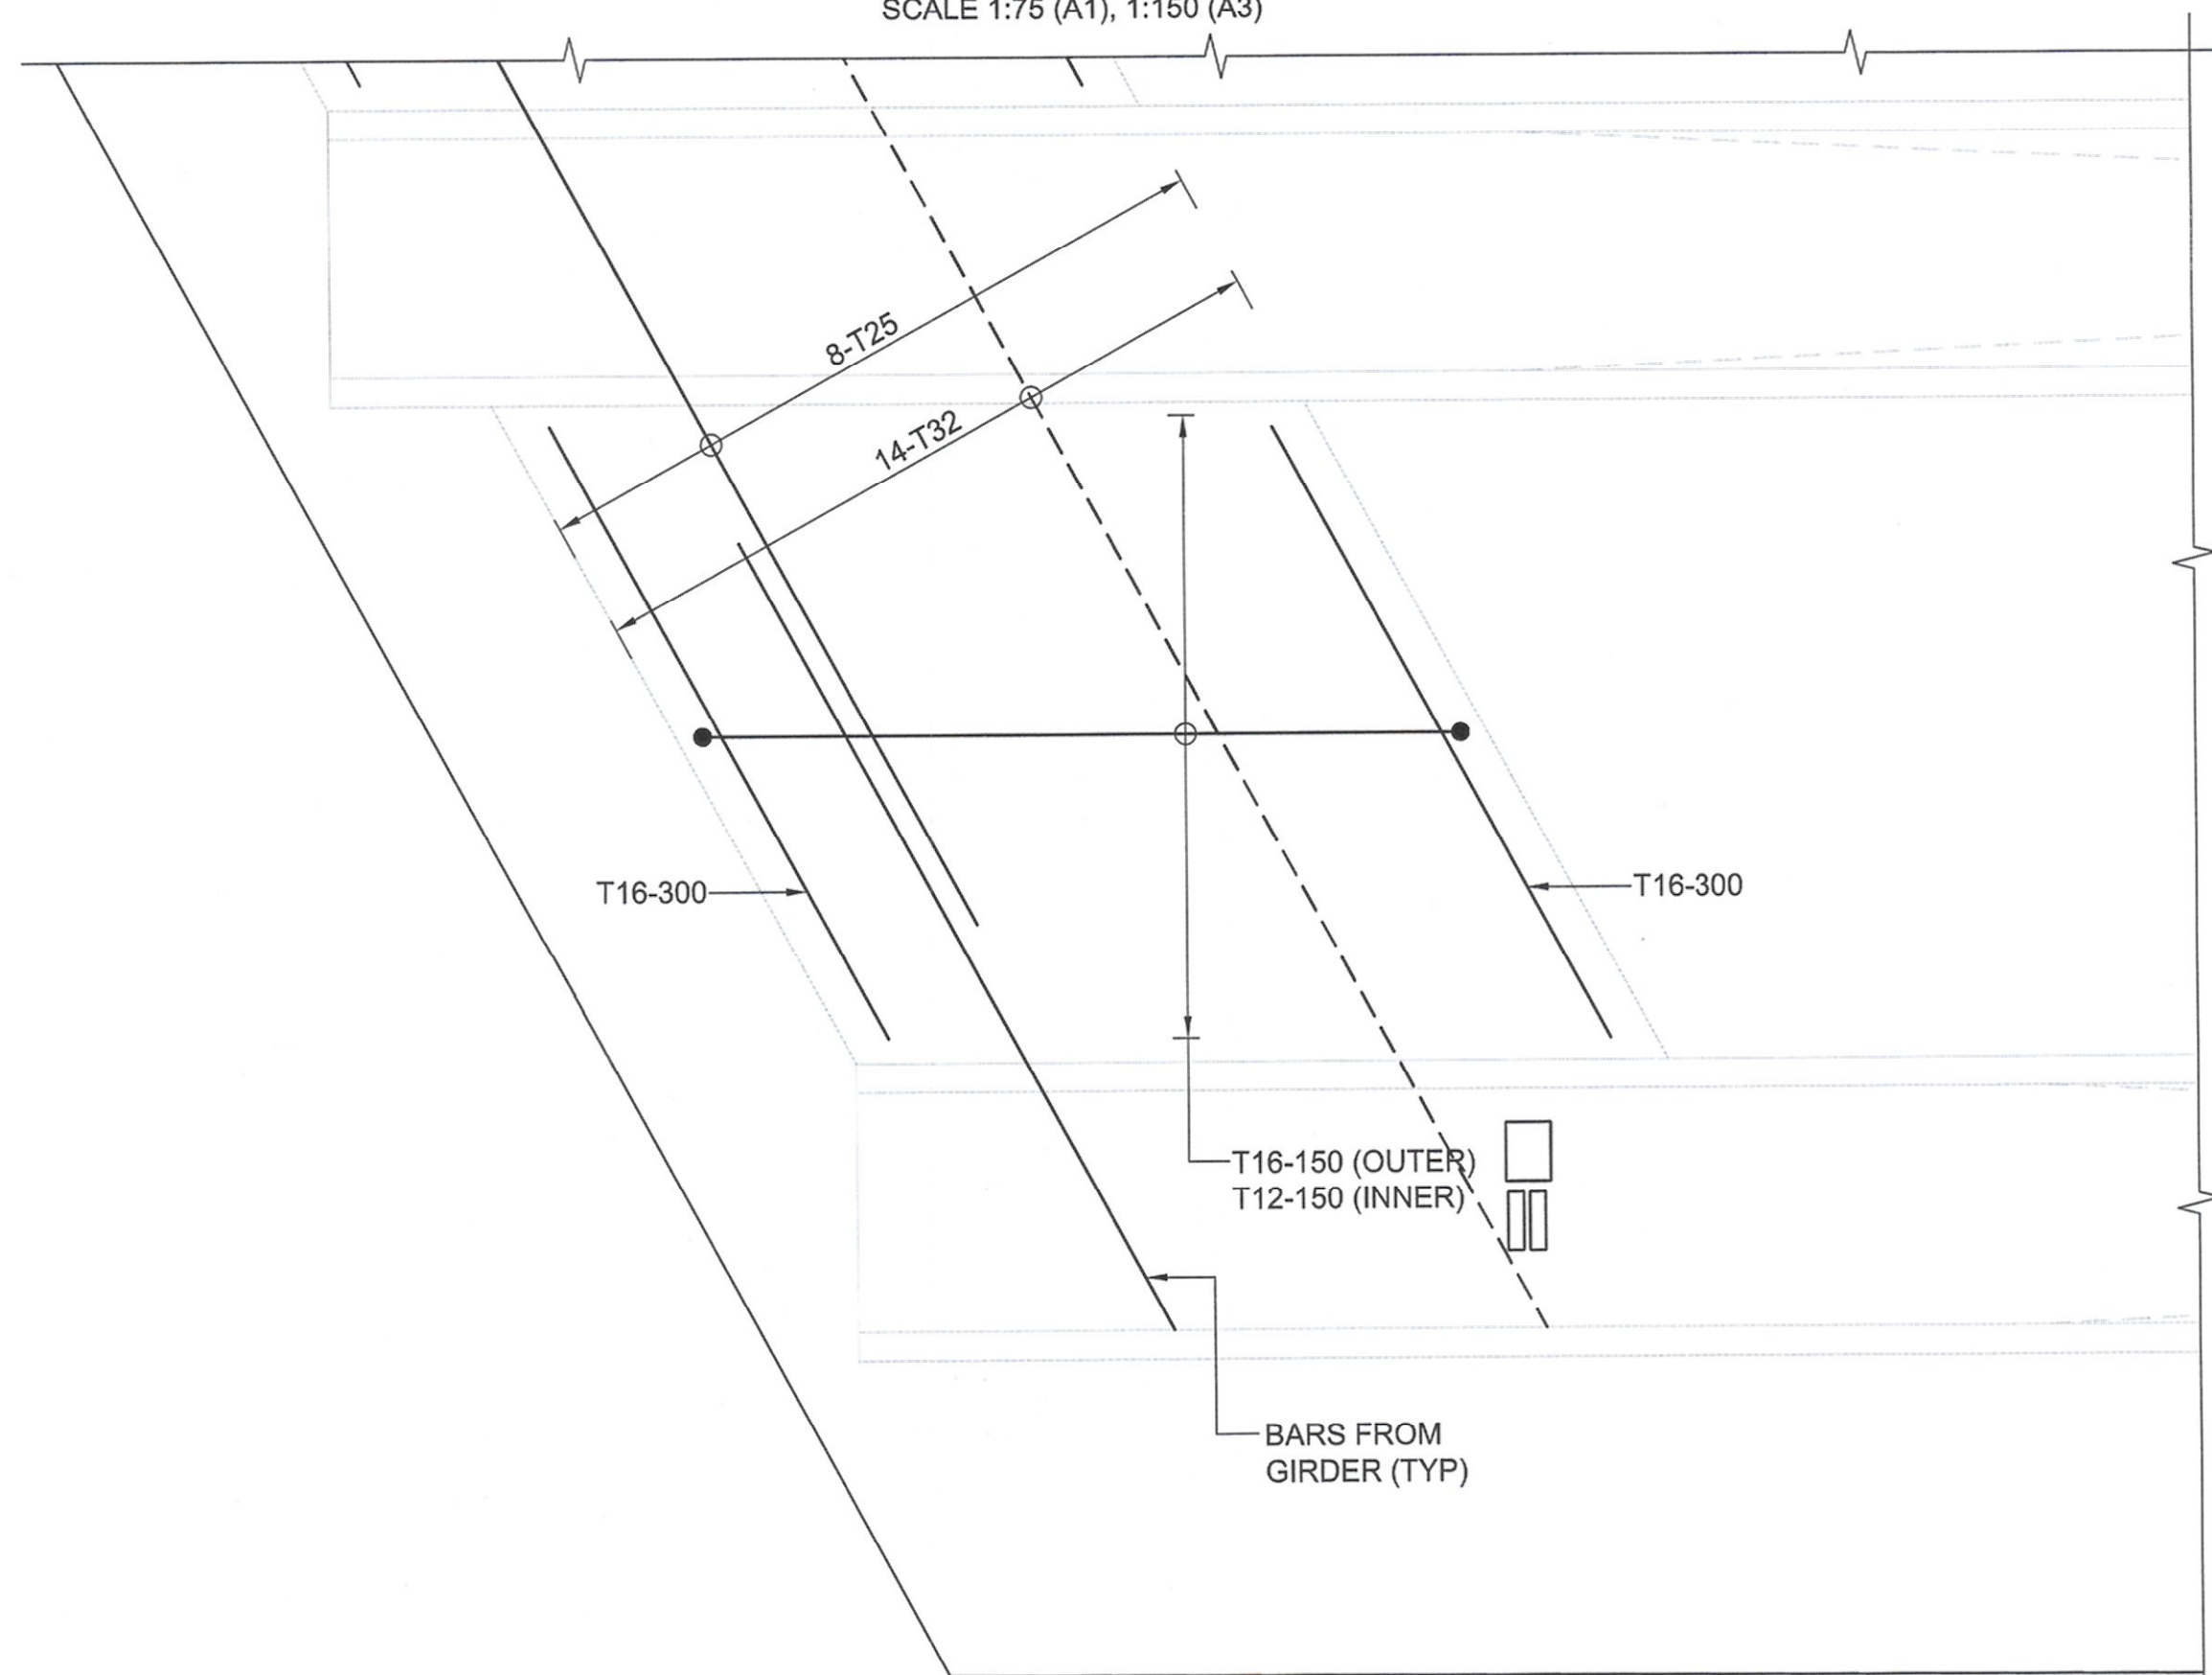 SCALE 1:75 (A1), 1:150 (A3)
8-T25
14-T32
T16-300
T16-300
T16-150 (OUTER)
T12-150 (INNER)
BARS FROM
GIRDER (TYP)